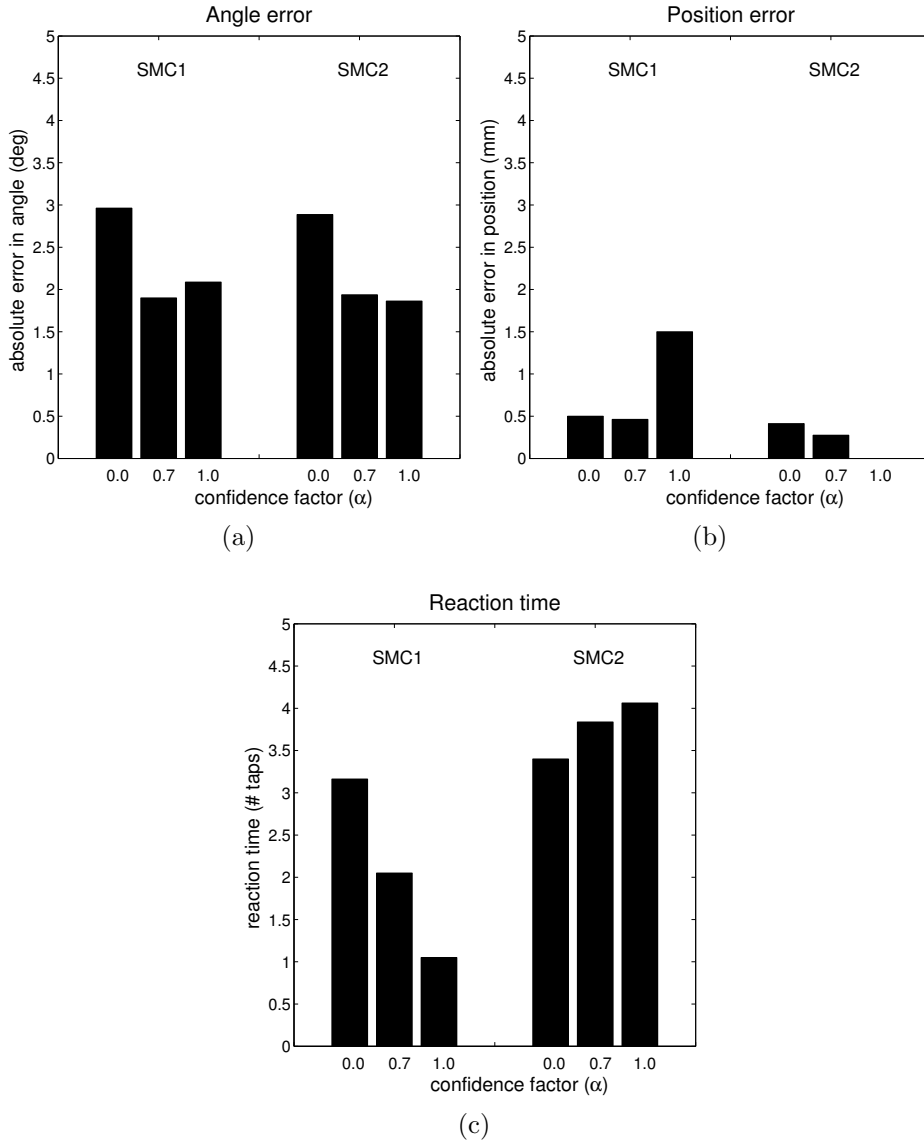 Angle error
5
4.5
4
3.5
3
2.5
2
1.5
1
0.5
0
absolute error in angle (deg)
SMC1 SMC2
0.0 0.7 1.0 0.0 0.7 1.0
confidence factor (α)
(a)
Position error
5
4.5
4
3.5
3
2.5
2
1.5
1
0.5
0
absolute error in position (mm)
SMC1 SMC2
0.0 0.7 1.0 0.0 0.7 1.0
confidence factor (α)
(b)
Reaction time
5
4.5
4
3.5
3
2.5
2
1.5
1
0.5
0
reaction time (# taps)
SMC1 SMC2
0.0 0.7 1.0 0.0 0.7 1.0
confidence factor (α)
(c)